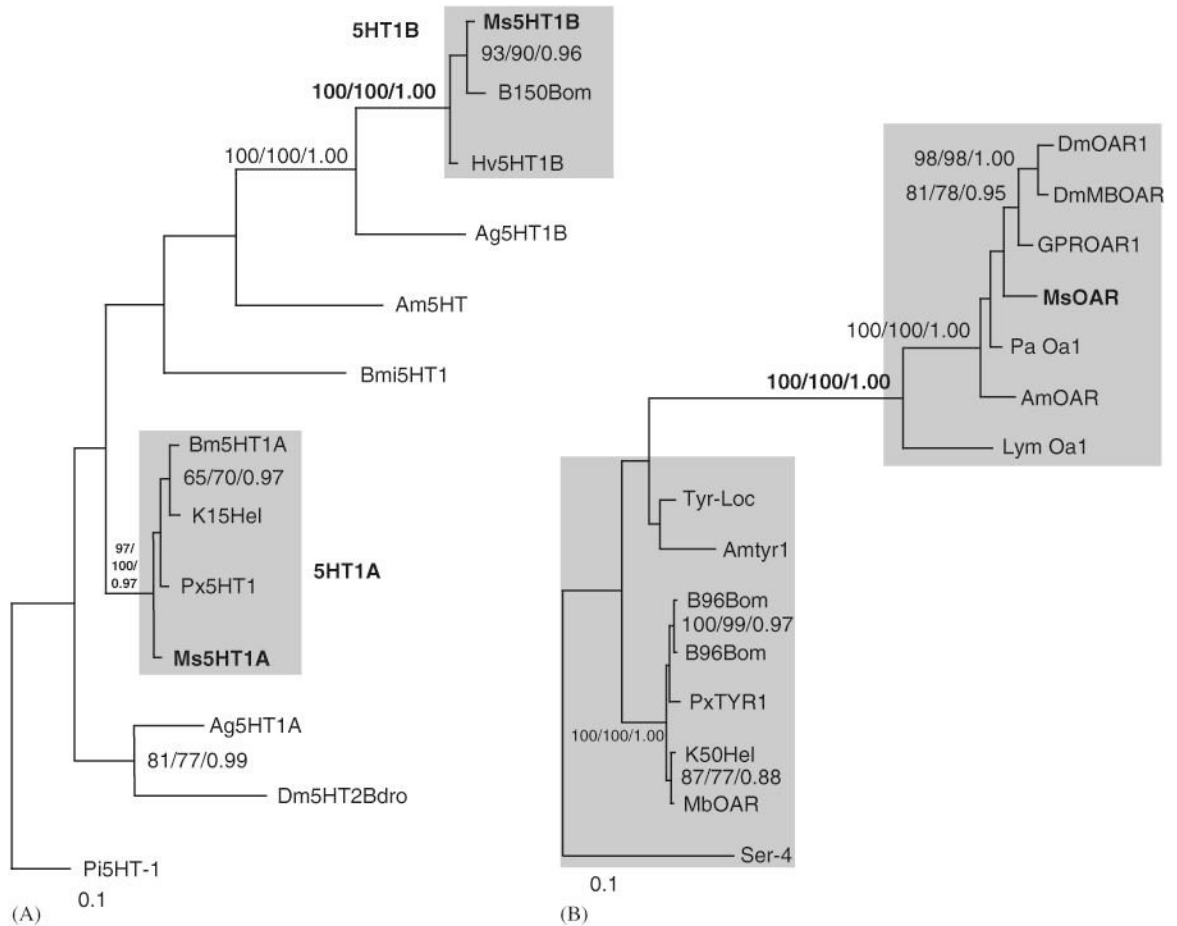 5HT1B
Ms5HT1B
93/90/0.96
B150Bom
100/100/1.00
Hv5HT1B
100/100/1.00
Ag5HT1B
Am5HT
Bmi5HT1
Bm5HT1A
65/70/0.97
K15Hel
97/
100/
0.97
Px5HT1
5HT1A
Ms5HT1A
Ag5HT1A
81/77/0.99
Dm5HT2Bdro
Pi5HT-1
0.1
(A)
DmOAR1
98/98/1.00
81/78/0.95
DmMBOAR
GPROAR1
MsOAR
100/100/1.00
Pa Oa1
100/100/1.00
AmOAR
Lym Oa1
Tyr-Loc
Amtyr1
B96Bom
100/99/0.97
B96Bom
PxTYR1
100/100/1.00
K50Hel
87/77/0.88
MbOAR
Ser-4
0.1
(B)